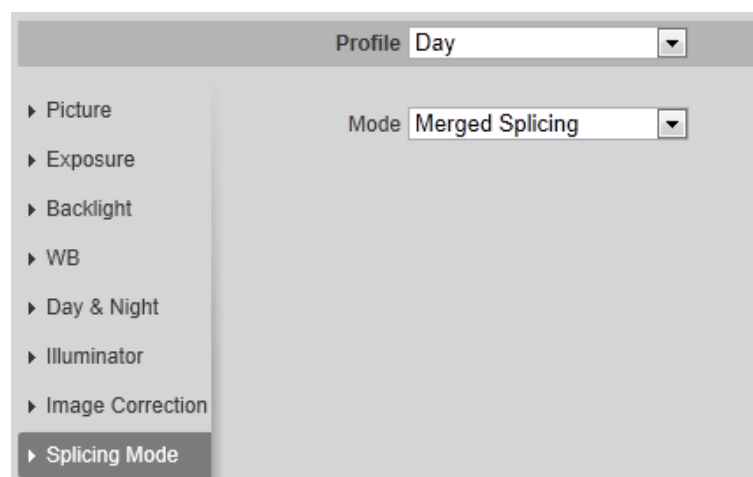 Profile Day
Mode Merged Splicing
Picture
Exposure
Backlight
WB
Day & Night
Illuminator
Image Correction
Splicing Mode